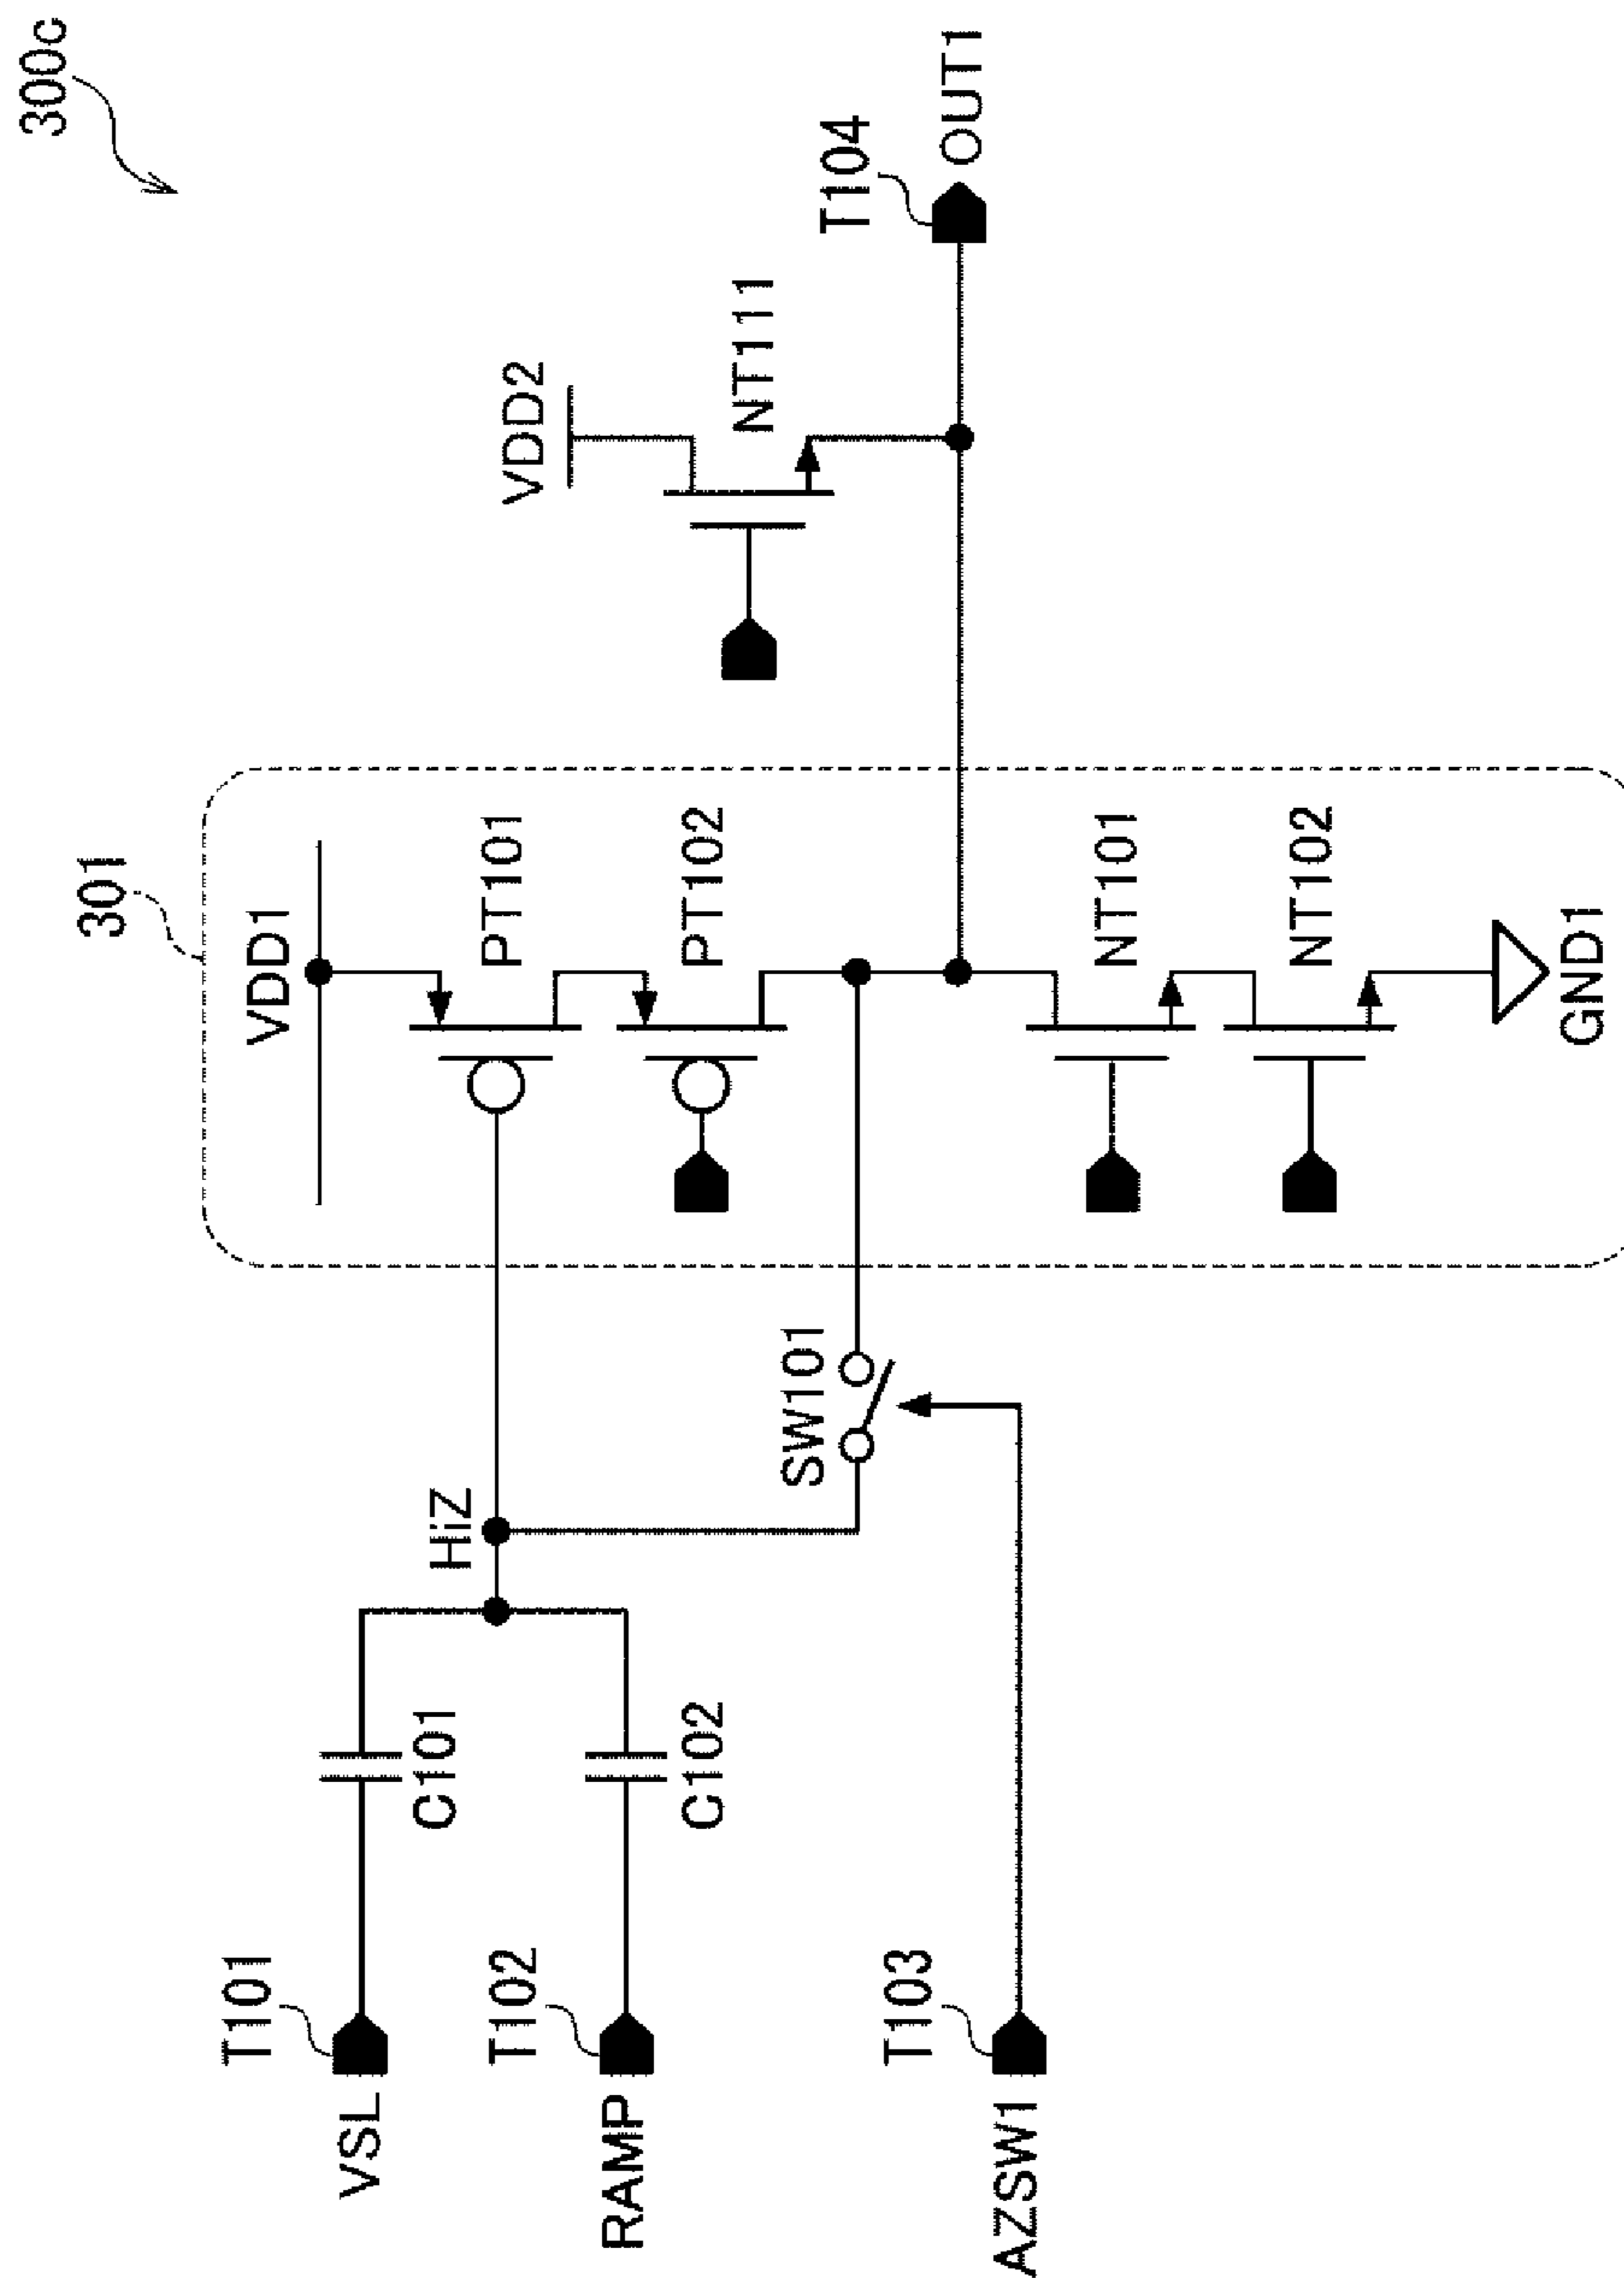 300c
301
VDD1
VDD2
T101
VSL
C101
HiZ
PT101
NT111
T104
OUT1
T102
RAMP
C102
PT102
SW101
T103
AZSW1
NT101
NT102
GND1